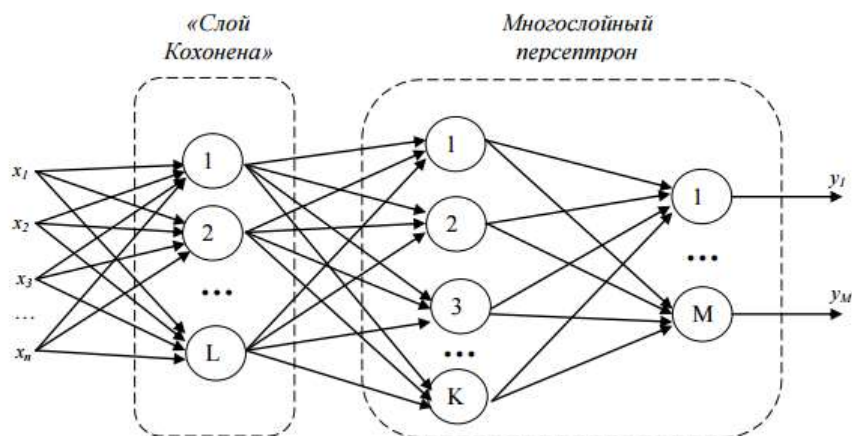 «Слой
Кохонена»
Многослойный
персептрон
x1
x2
x3
…
xn
1
2
...
L
1
2
3
...
K
1
...
M
y1
yM